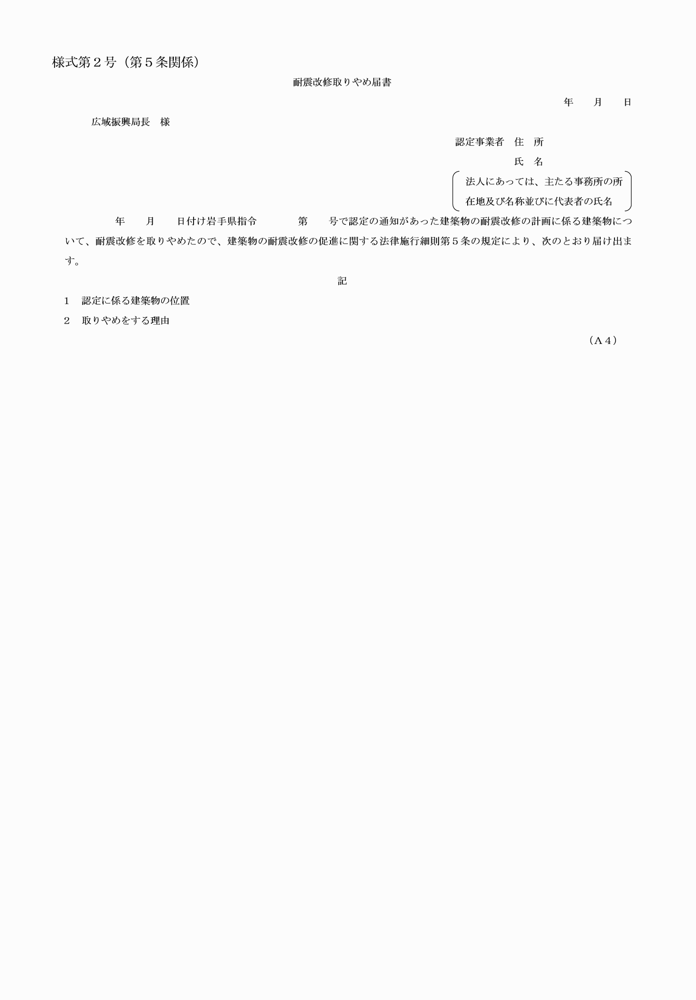 様式第２号（第５条関係）
耐震改修取りやめ届書
年　　月　　日
広域振興局長　様
認定事業者　住　所
氏　名
法人にあっては、主たる事務所の所
在地及び名称並びに代表者の氏名
年　　月　　日付け岩手県指令　　　　第　　号で認定の通知があった建築物の耐震改修の計画に係る建築物につ
いて、耐震改修を取りやめたので、建築物の耐震改修の促進に関する法律施行細則第５条の規定により、次のとおり届け出ま
す。
記
１　認定に係る建築物の位置
２　取りやめをする理由
（Ａ４）